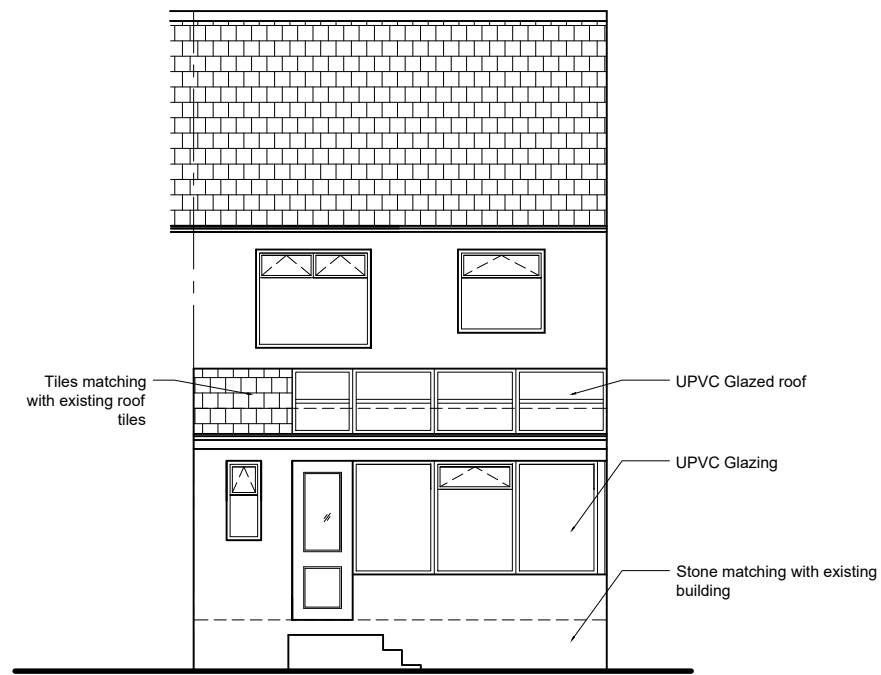 Tiles matching
with existing roof
tiles
UPVC Glazed roof
UPVC Glazing
Stone matching with existing
building